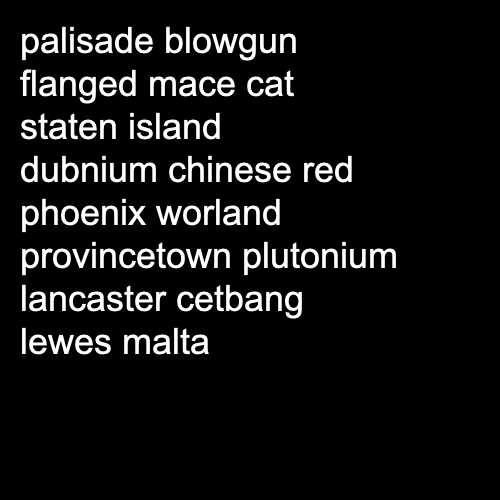 palisade blowgun
flanged mace cat
staten island
dubnium chinese red
phoenix worland
provincetown plutonium
lancaster cetbang
lewes malta